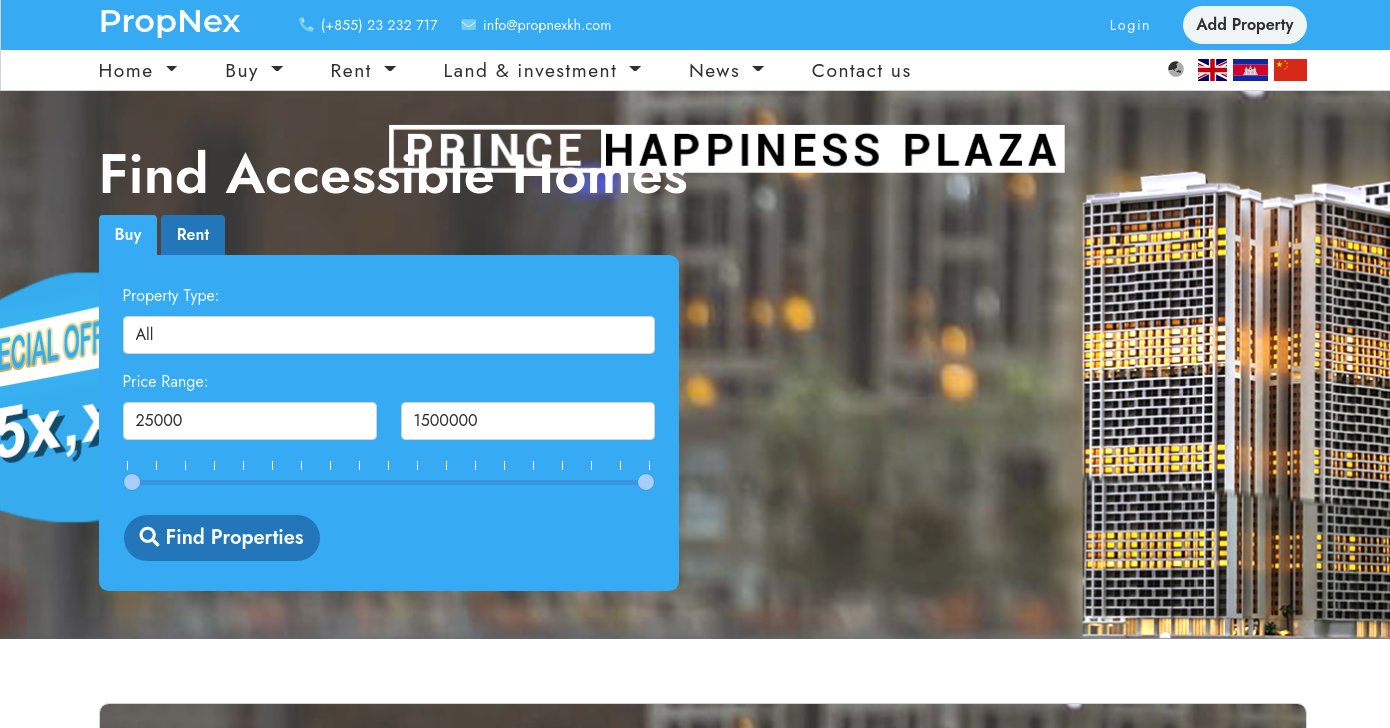 PropNex
(+855) 23 232 717
info@propnexkh.com
Login
Add Property
Home
Buy
Rent
Land & investment
News
Contact us
PRINCE HAPPINESS PLAZA
Find Accessible Homes
Buy
Rent
ECIAL OFF
5x,x
Property Type:
All
Price Range:
25000
1500000
Find Properties